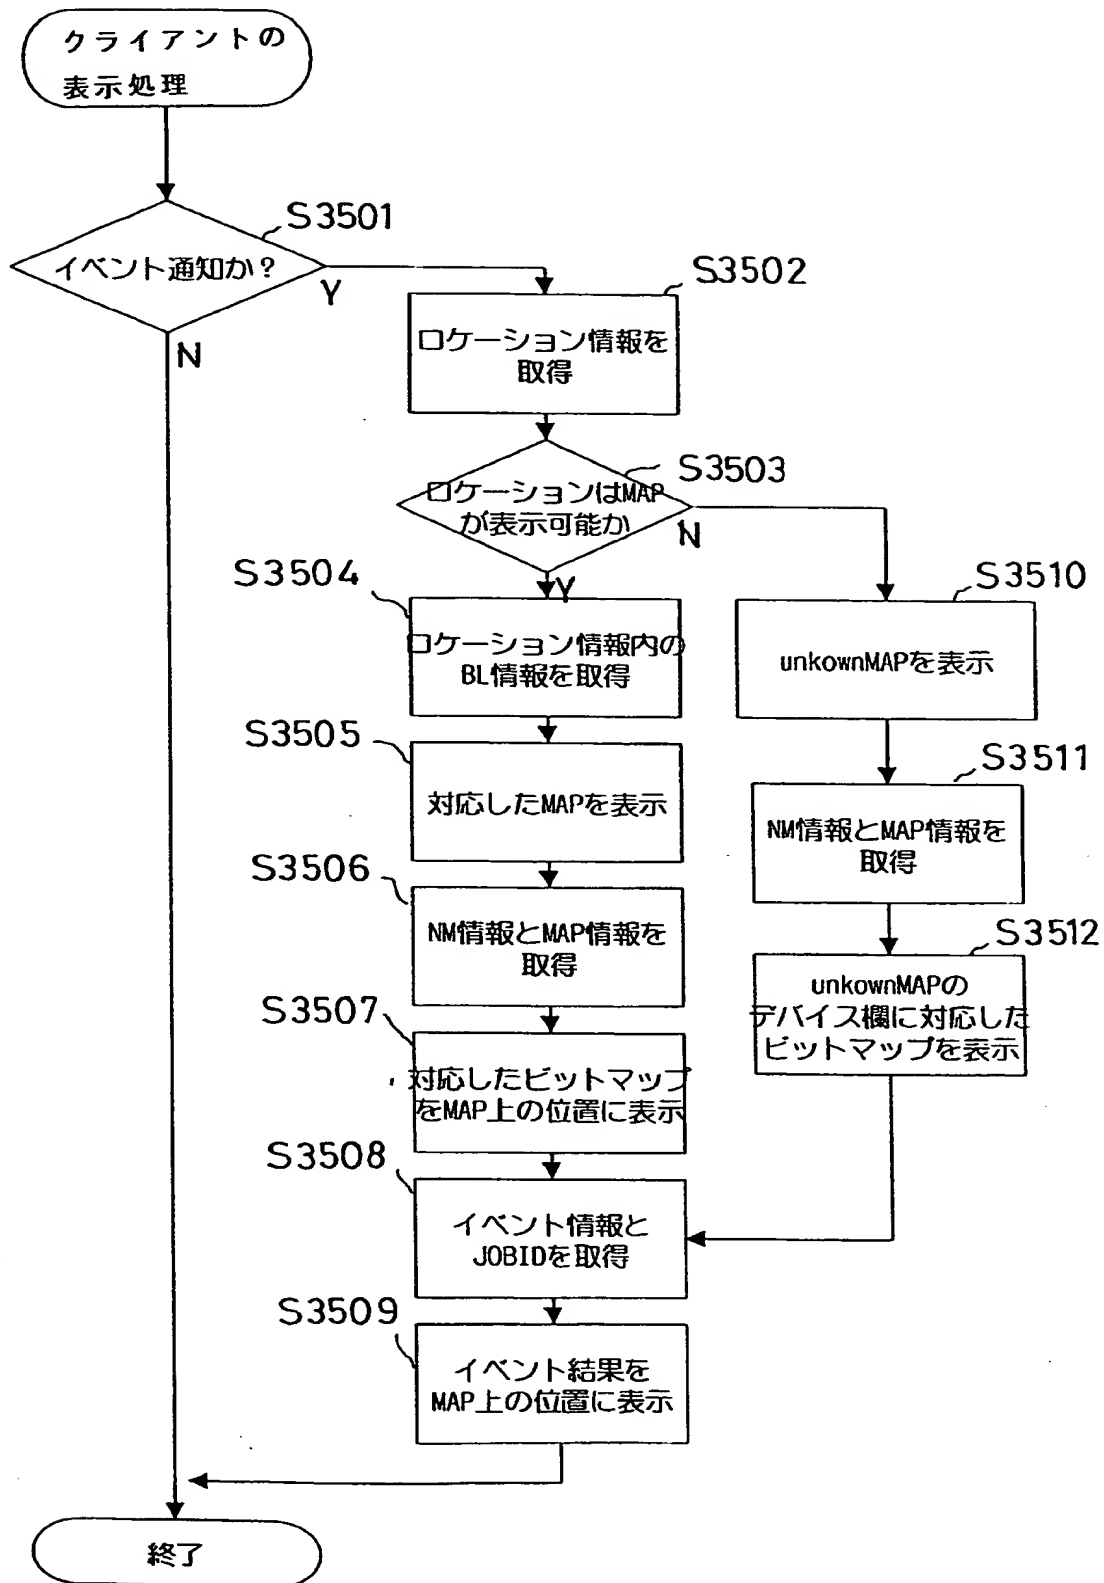 クライアントの
表示処理
S3501
イベント通知か?
Y
N
S3502
ロケーション情報を
取得
S3503
ロケーションはMAP
が表示可能か
N
Y
S3504
ロケーション情報内の
BL情報を取得
S3505
対応したMAPを表示
S3506
NM情報とMAP情報を
取得
S3507
対応したビットマップ
をMAP上の位置に表示
S3510
unkownMAPを表示
S3511
NM情報とMAP情報を
取得
S3512
unkownMAPの
デバイス欄に対応した
ビットマップを表示
S3508
イベント情報と
JOBIDを取得
S3509
イベント結果を
MAP上の位置に表示
終了